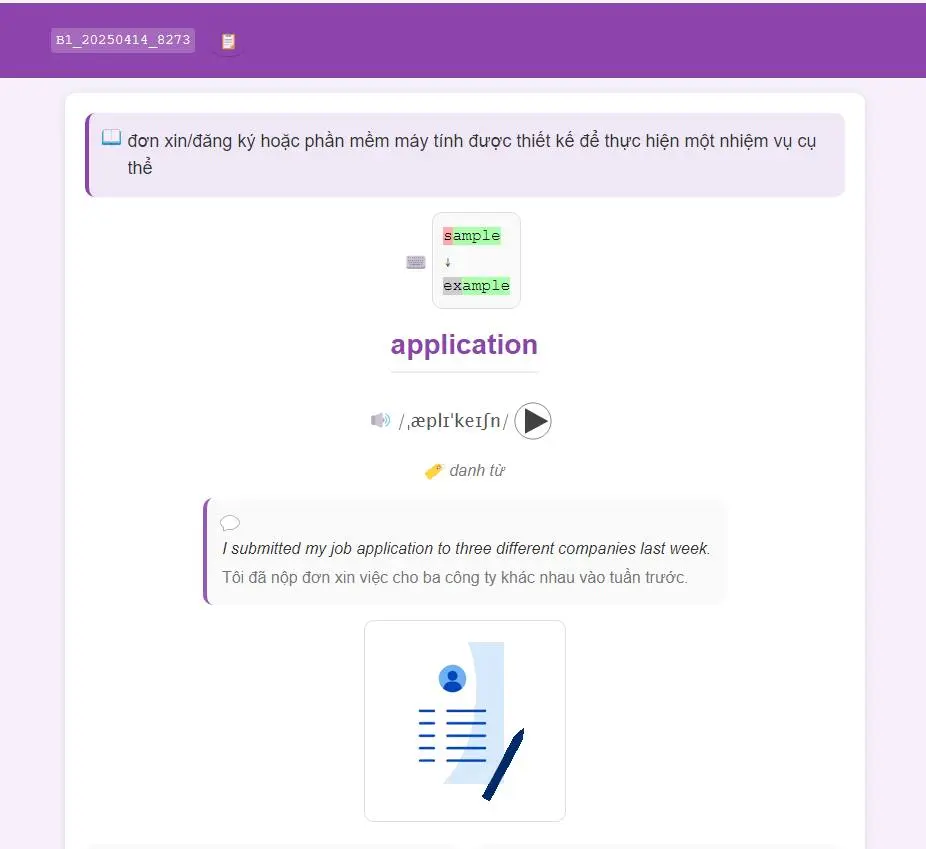 B1_20250414_8273
đơn xin/đăng ký hoặc phần mềm máy tính được thiết kế để thực hiện một nhiệm vụ cụ
thể
sample
↓
example
application
/ˌæplɪˈkeɪʃn/
danh từ
I submitted my job application to three different companies last week.
Tôi đã nộp đơn xin việc cho ba công ty khác nhau vào tuần trước.